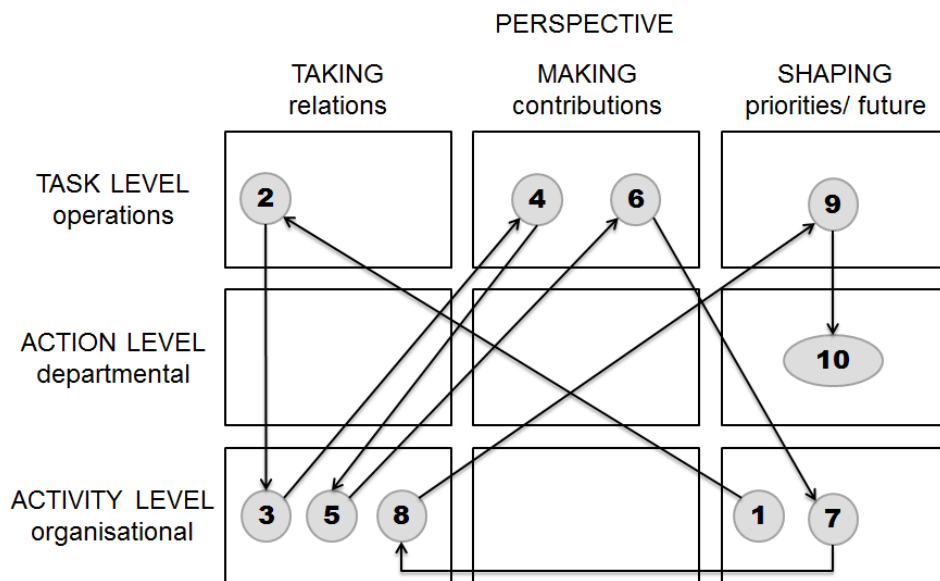 PERSPECTIVE
TAKING
relations
MAKING
contributions
SHAPING
priorities/ future
TASK LEVEL
operations
2
4
6
9
ACTION LEVEL
departmental
10
ACTIVITY LEVEL
organisational
3
5
8
1
7